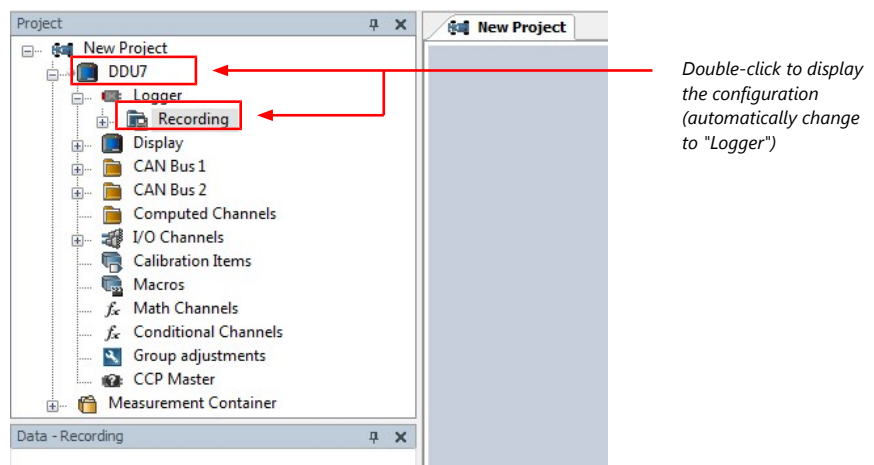 Project
New Project
New Project
DDU7
Logger
Recording
Display
CAN Bus 1
CAN Bus 2
Computed Channels
I/O Channels
Calibration Items
Macros
fx Math Channels
fx Conditional Channels
Group adjustments
CCP Master
Measurement Container
Data - Recording
Double-click to display
the configuration
(automatically change
to "Logger")